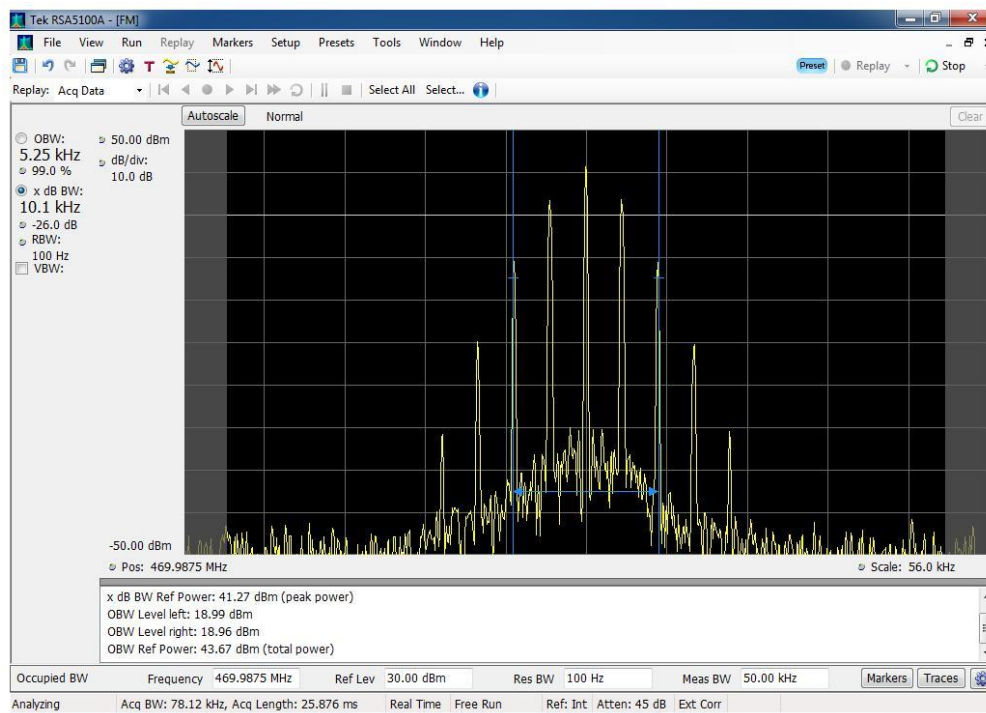 Tek RSA5100A - [FM]
File View Run Replay Markers Setup Presets Tools Window Help
Preset Replay Stop
Replay: Acq Data Select All Select...
Autoscale Normal Clear
OBW:
5.25 kHz
99.0 %
x dB BW:
10.1 kHz
-26.0 dB
RBW:
100 Hz
VBW:
50.00 dBm
dB/div:
10.0 dB
-50.00 dBm
Pos: 469.9875 MHz Scale: 56.0 kHz
x dB BW Ref Power: 41.27 dBm (peak power)
OBW Level left: 18.99 dBm
OBW Level right: 18.96 dBm
OBW Ref Power: 43.67 dBm (total power)
Occupied BW Frequency 469.9875 MHz Ref Lev 30.00 dBm Res BW 100 Hz Meas BW 50.00 kHz Markers Traces
Analyzing Acq BW: 78.12 kHz, Acq Length: 25.876 ms Real Time Free Run Ref: Int Atten: 45 dB Ext Corr